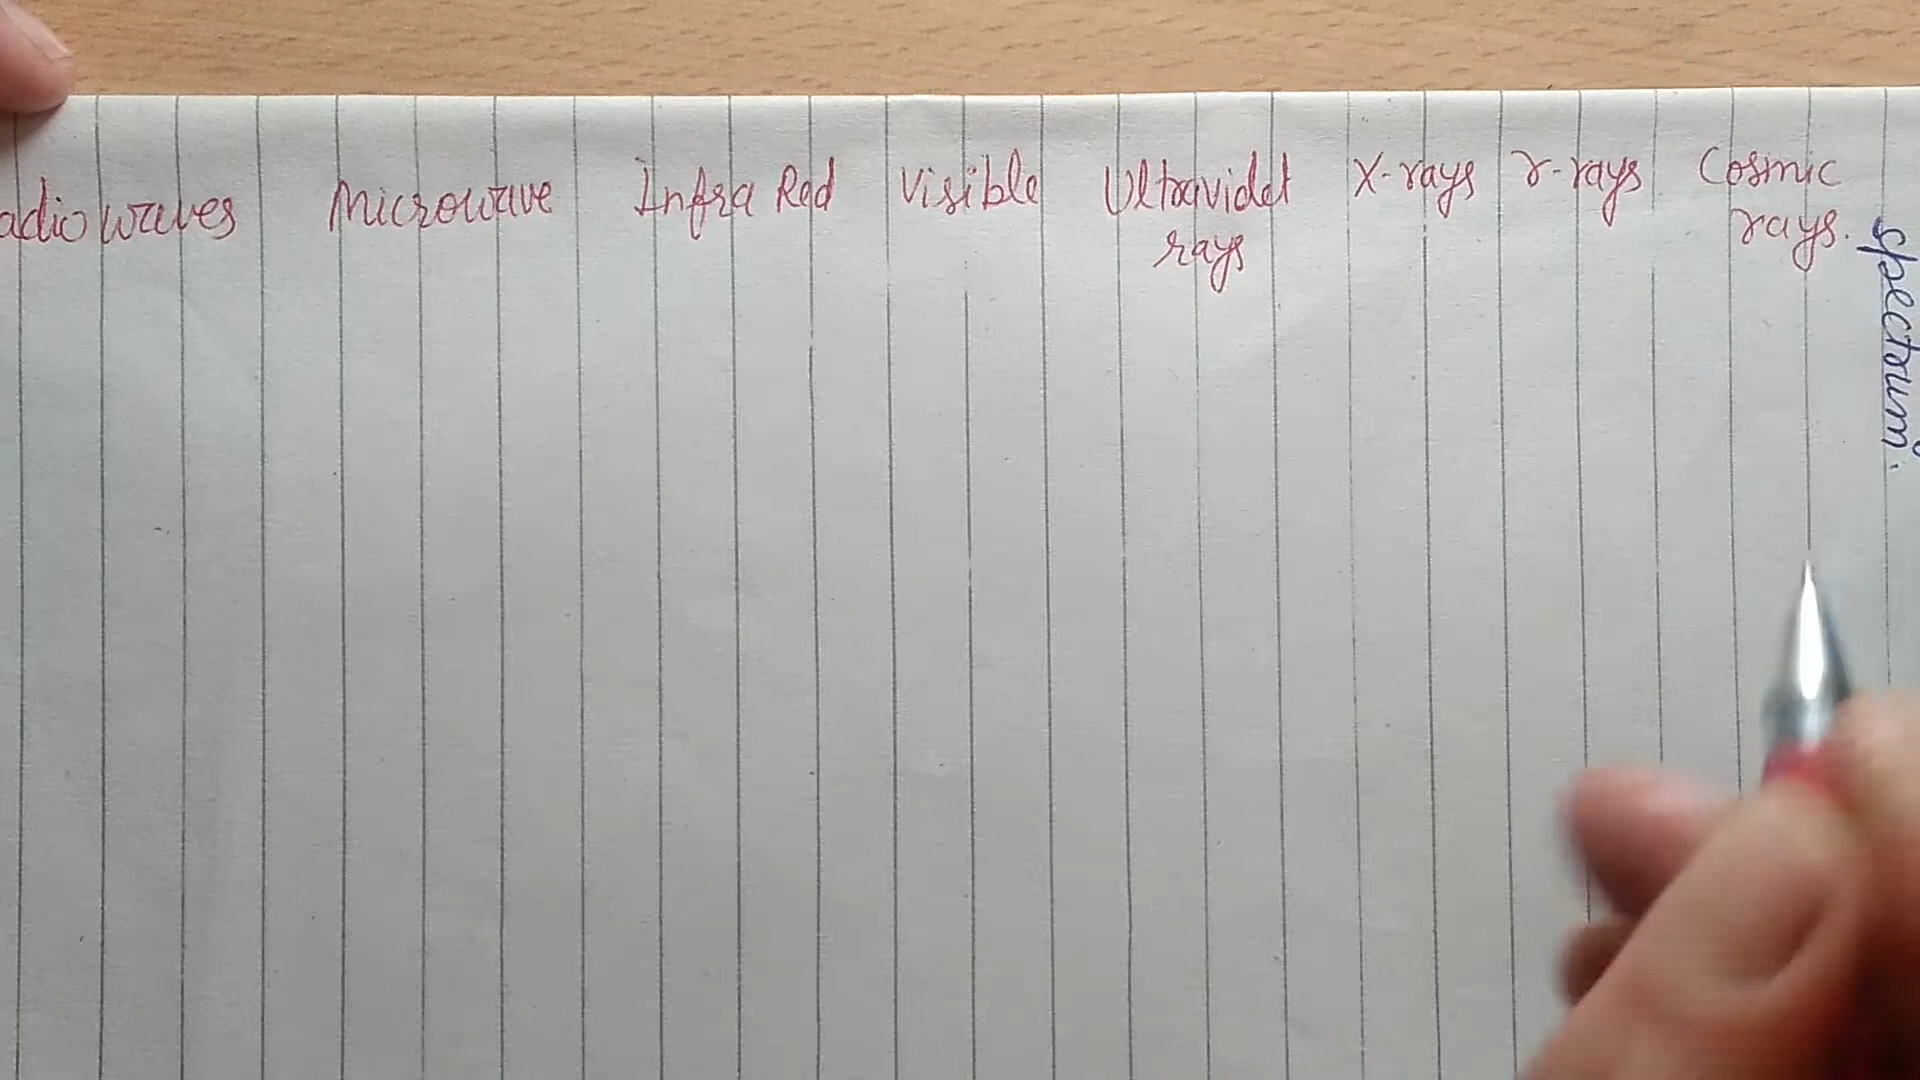 adio waves Microwave Infra Red Visible Ultraviolet X-rays γ-rays Cosmic
rays rays.
spectrum.